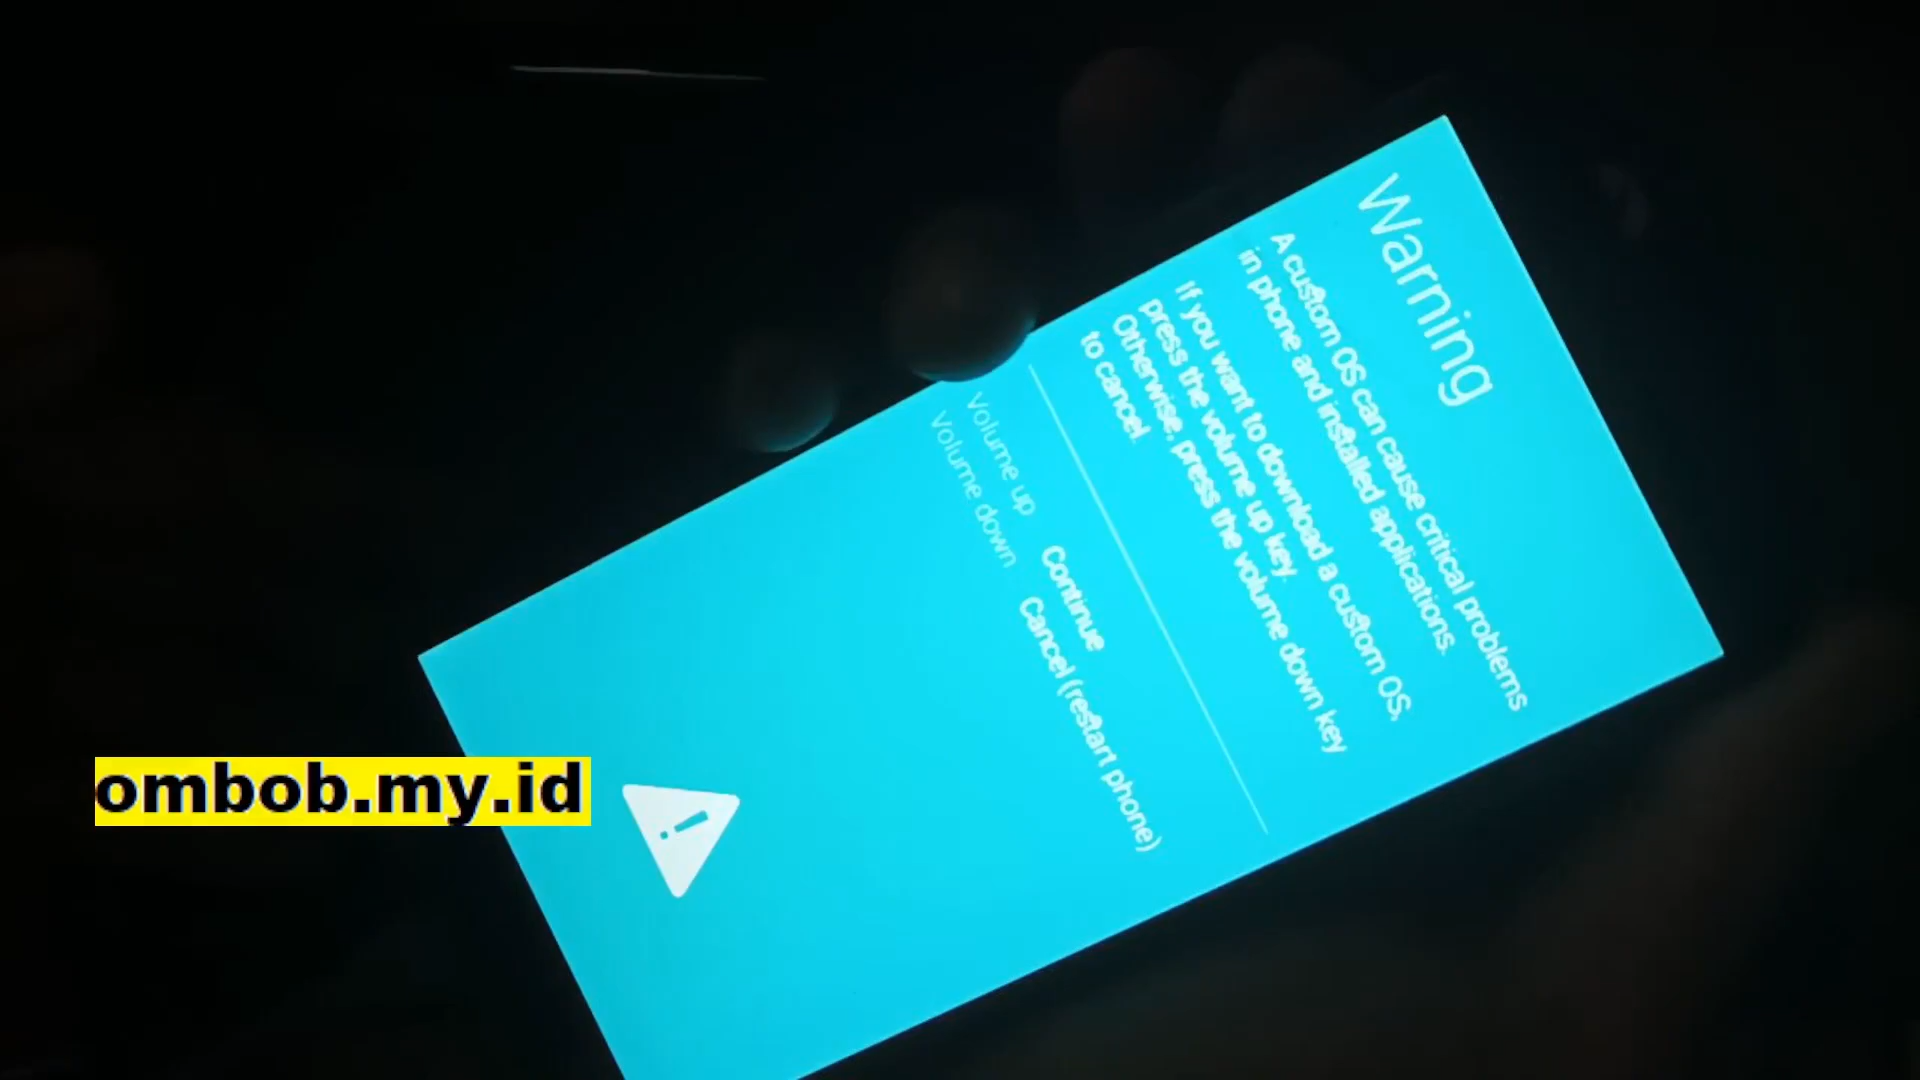 Warning
A custom OS can cause critical problems
in phone and installed applications.
If you want to download a custom OS,
press the volume up key.
Otherwise, press the volume down key
to cancel.
Volume up Continue
Volume down Cancel (restart phone)
ombob.my.id